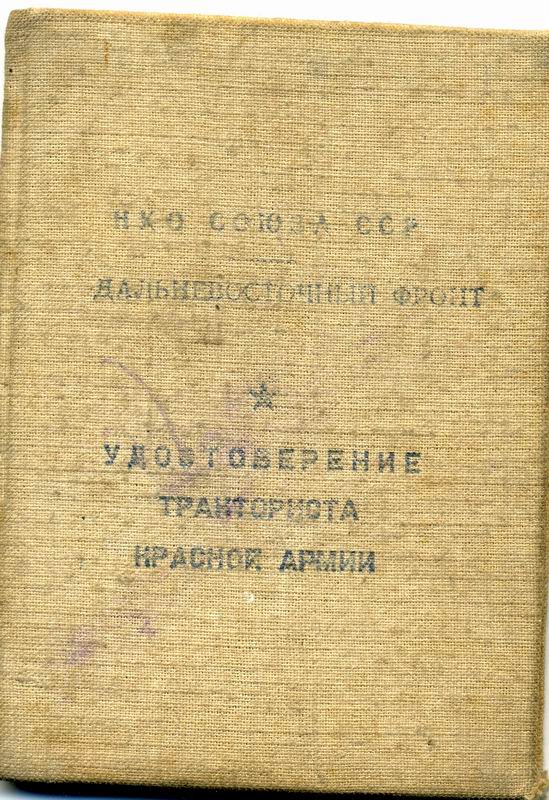 НКО СОЮЗА ССР
ДАЛЬНЕВОСТОЧНЫЙ ФРОНТ
УДОСТОВЕРЕНИЕ
ТРАКТОРИСТА
КРАСНОЙ АРМИИ